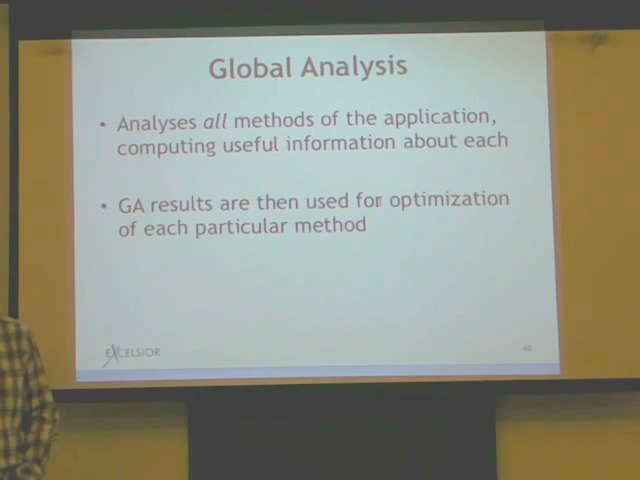 Global Analysis
• Analyses all methods of the application,
computing useful information about each
• GA results are then used for optimization
of each particular method
EXCELSIOR